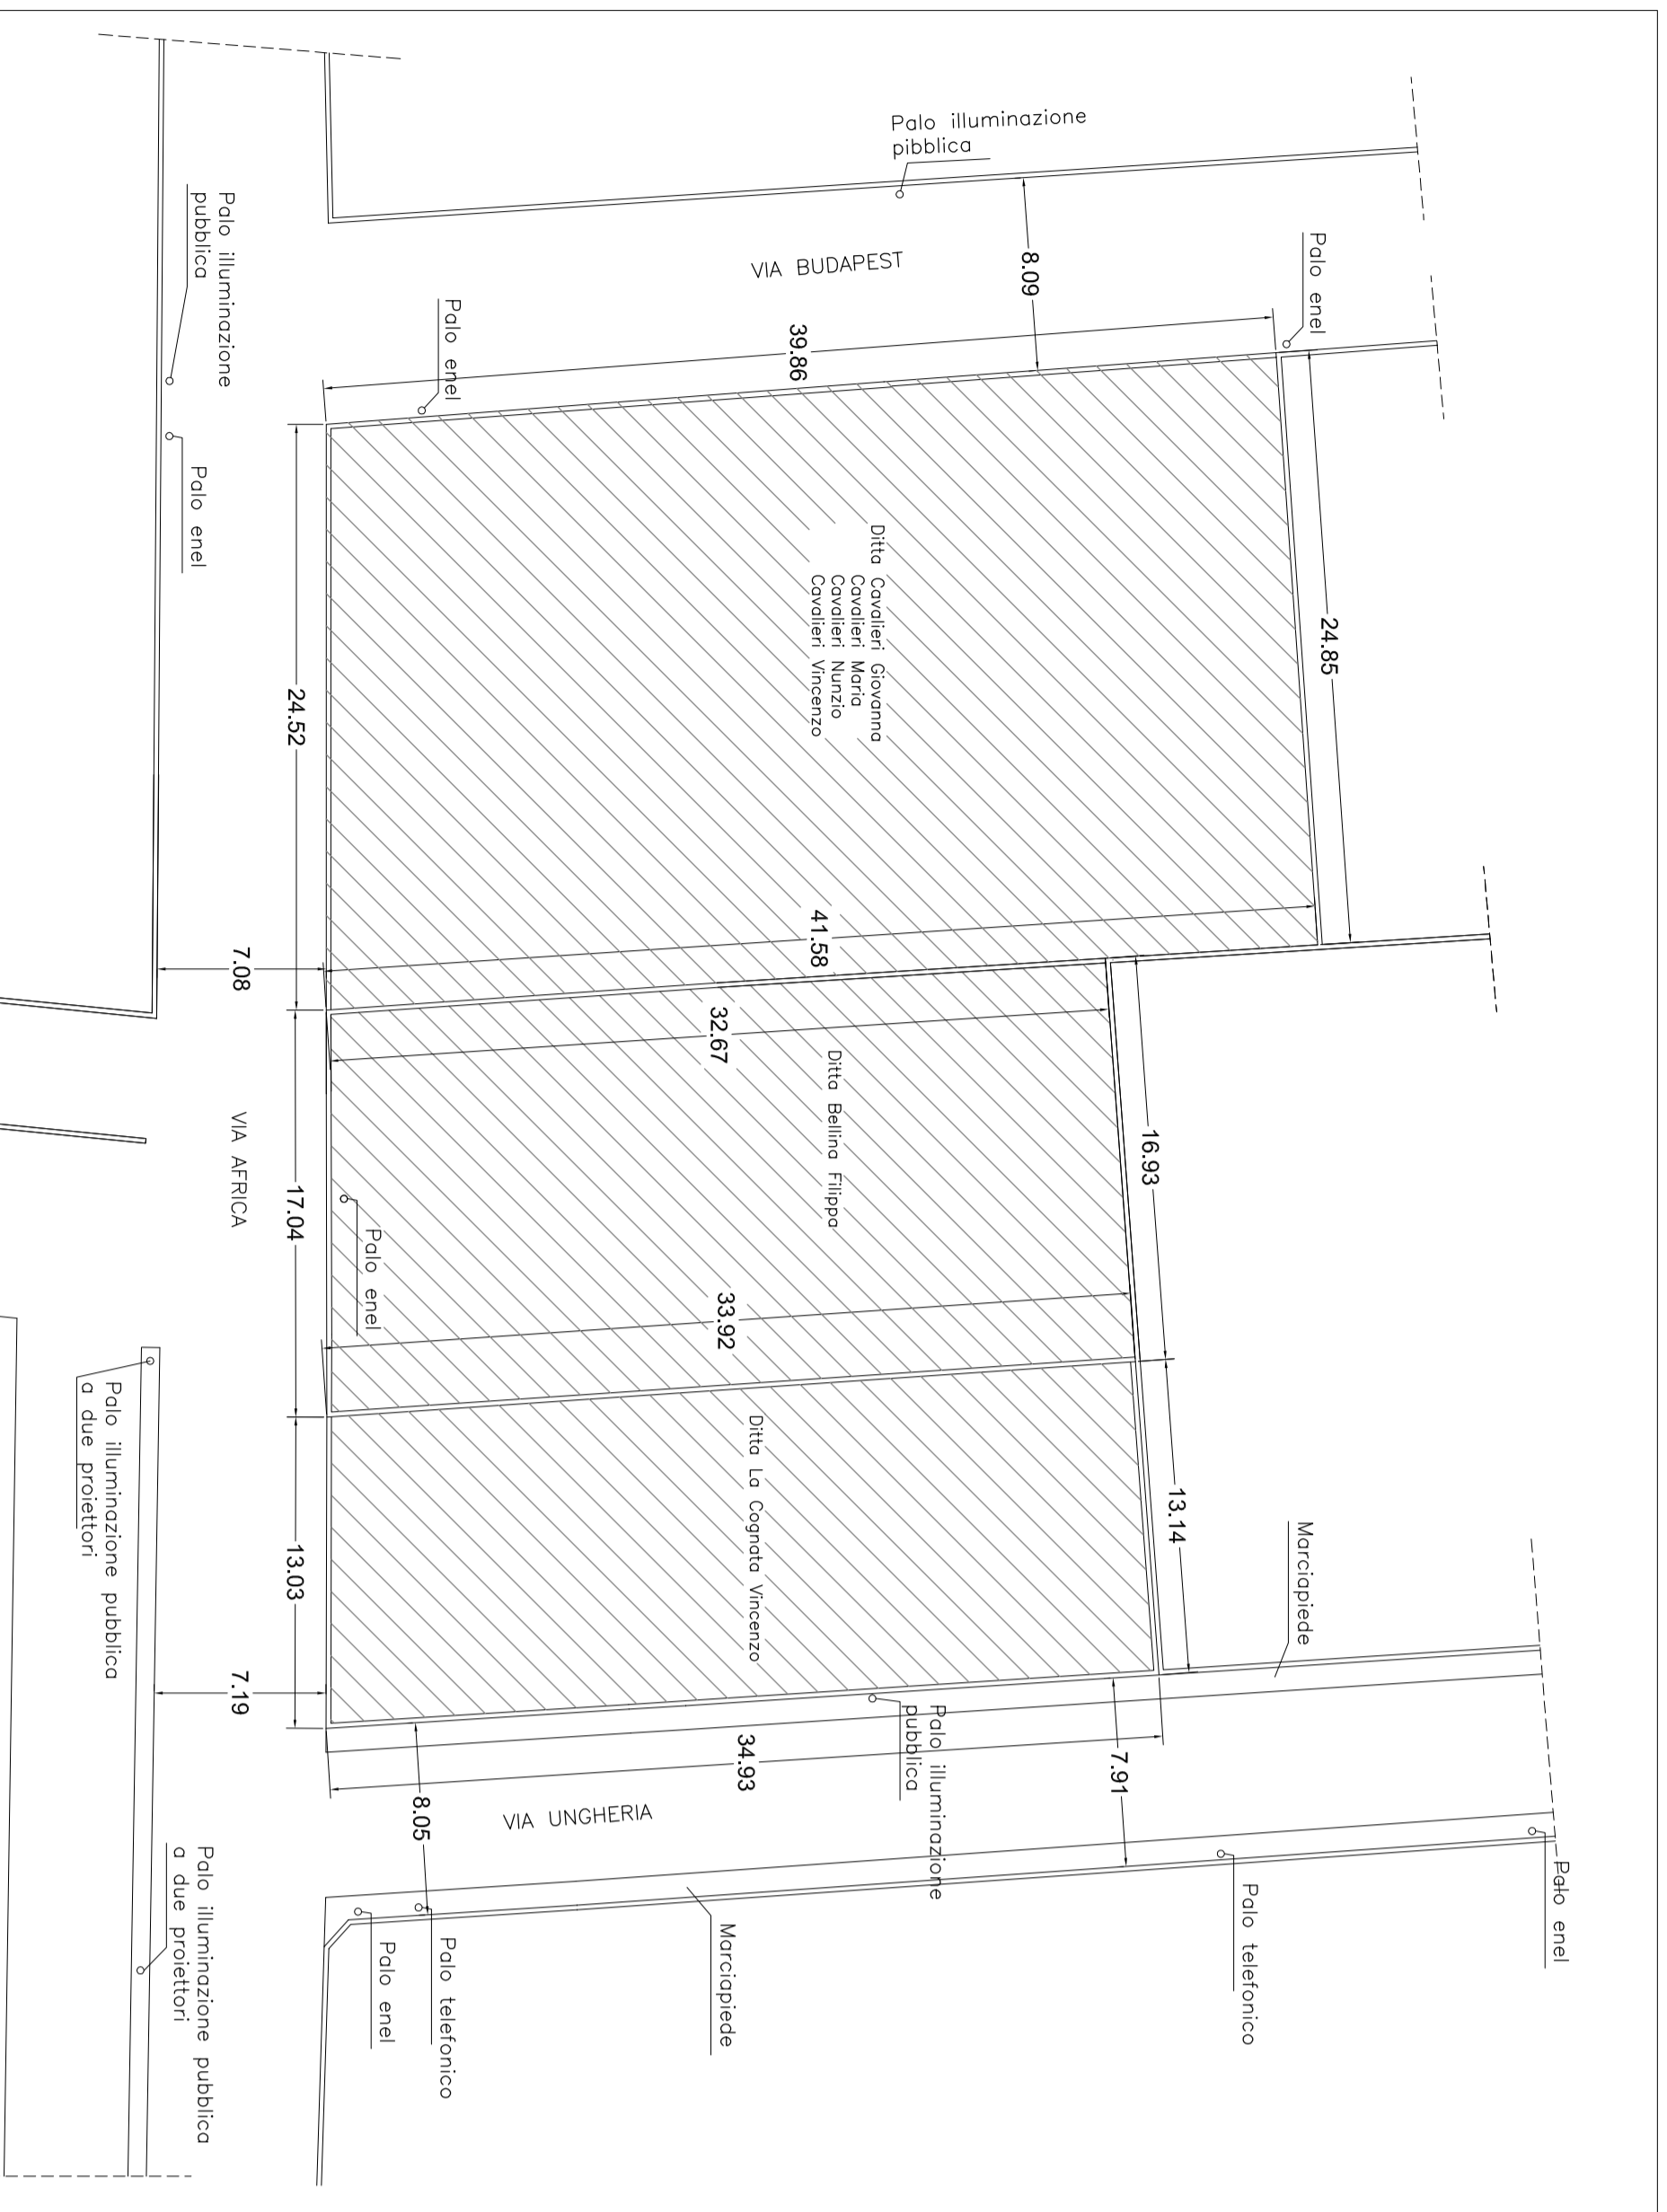 Palo illuminazione
pibblica
Palo enel
VIA BUDAPEST
8.09
39.86
Palo enel
Palo illuminazione
pubblica
Palo enel
24.85
24.52
Ditta Cavalieri Giovanna
Cavalieri Maria
Cavalieri Nunzio
Cavalieri Vincenzo
41.58
7.08
32.67
Ditta Bellina Filippa
16.93
VIA AFRICA
17.04
Palo enel
33.92
13.14
Ditta La Cognata Vincenzo
13.03
7.19
Palo illuminazione pubblica
a due proiettori
Marciapiede
Palo illuminazione
pubblica
34.93
7.91
8.05
VIA UNGHERIA
Palo illuminazione pubblica
a due proiettori
Palo enel
Palo telefonico
Marciapiede
Palo telefonico
Palo enel